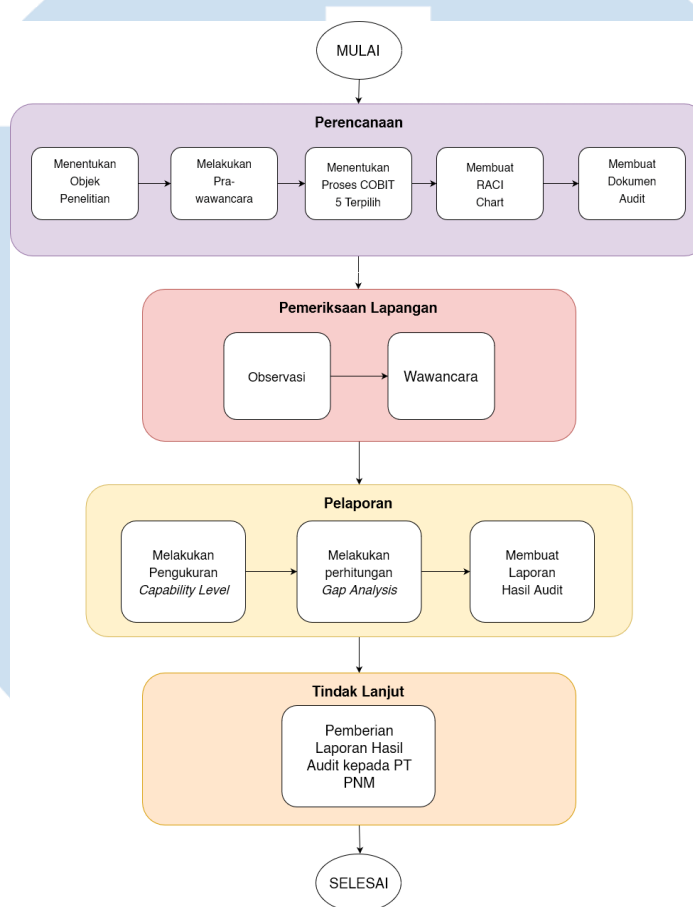 MULAI
Perencanaan
Menentukan
Objek
Penelitian
Melakukan
Pra-
wawancara
Menentukan
Proses COBIT
5 Terpilih
Membuat
RACI
Chart
Membuat
Dokumen
Audit
Pemeriksaan Lapangan
Observasi
Wawancara
Pelaporan
Melakukan
Pengukuran
Capability Level
Melakukan
perhitungan
Gap Analysis
Membuat
Laporan
Hasil Audit
Tindak Lanjut
Pemberian
Laporan Hasil
Audit kepada PT
PNM
SELESAI